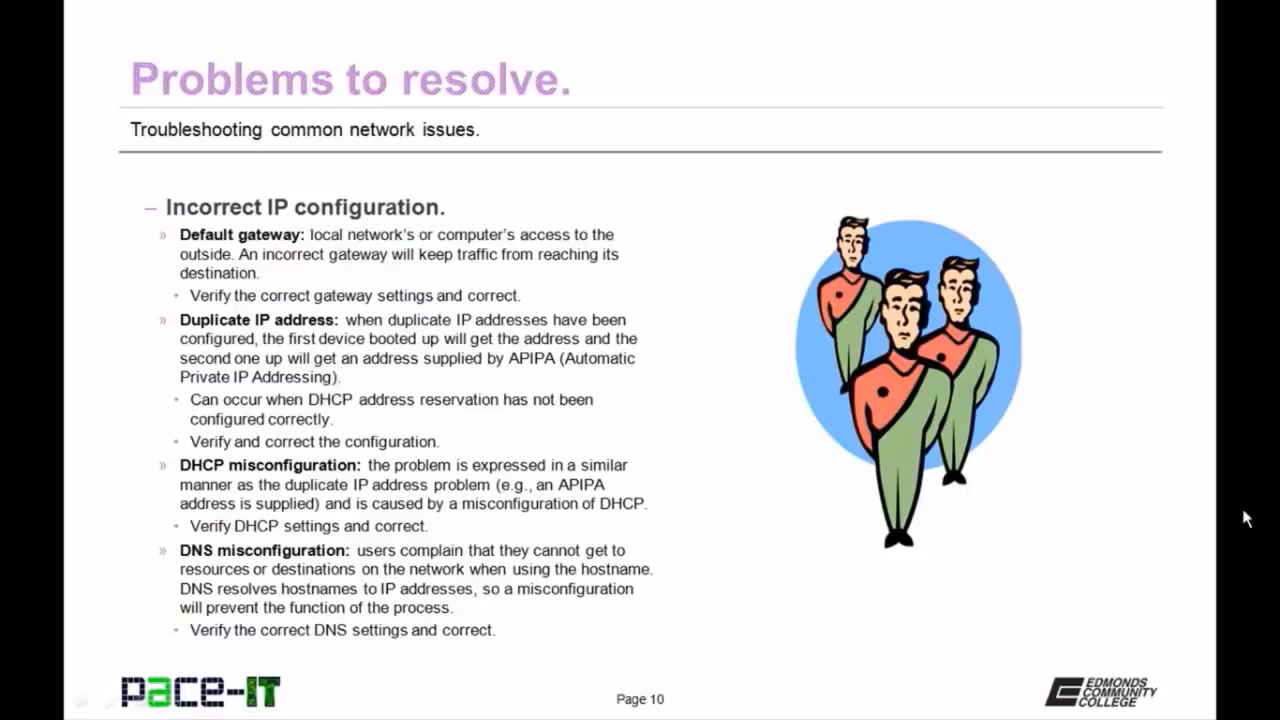 Problems to resolve.
Troubleshooting common network issues.
– Incorrect IP configuration.
» Default gateway: local network's or computer's access to the
outside. An incorrect gateway will keep traffic from reaching its
destination.
• Verify the correct gateway settings and correct.
» Duplicate IP address: when duplicate IP addresses have been
configured, the first device booted up will get the address and the
second one up will get an address supplied by APIPA (Automatic
Private IP Addressing).
• Can occur when DHCP address reservation has not been
configured correctly.
• Verify and correct the configuration.
» DHCP misconfiguration: the problem is expressed in a similar
manner as the duplicate IP address problem (e.g., an APIPA
address is supplied) and is caused by a misconfiguration of DHCP.
• Verify DHCP settings and correct.
» DNS misconfiguration: users complain that they cannot get to
resources or destinations on the network when using the hostname.
DNS resolves hostnames to IP addresses, so a misconfiguration
will prevent the function of the process.
• Verify the correct DNS settings and correct.
pace-IT
Page 10
EDMONDS
COMMUNITY
COLLEGE